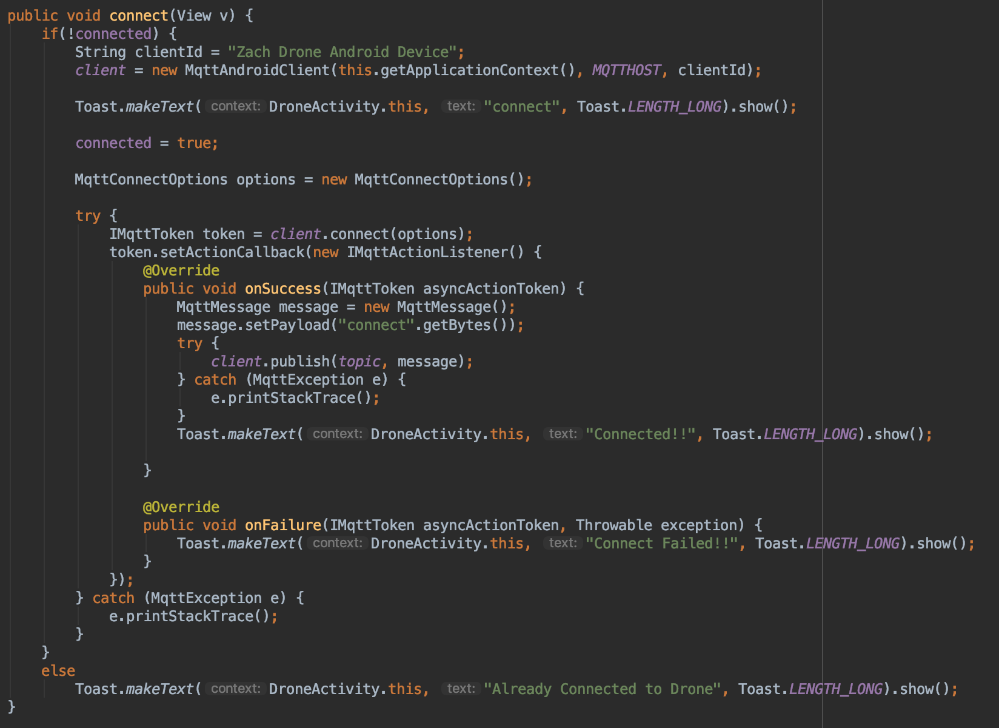 public void connect(View v) {
    if(!connected) {
        String clientId = "Zach Drone Android Device";
        client = new MqttAndroidClient(this.getApplicationContext(), MQTTHOST, clientId);

        Toast.makeText( context: DroneActivity.this, text: "connect", Toast.LENGTH_LONG).show();

        connected = true;

        MqttConnectOptions options = new MqttConnectOptions();

        try {
            IMqttToken token = client.connect(options);
            token.setActionCallback(new IMqttActionListener() {
                @Override
                public void onSuccess(IMqttToken asyncActionToken) {
                    MqttMessage message = new MqttMessage();
                    message.setPayload("connect".getBytes());
                    try {
                        client.publish(topic, message);
                    } catch (MqttException e) {
                        e.printStackTrace();
                    }
                    Toast.makeText( context: DroneActivity.this, text: "Connected!!", Toast.LENGTH_LONG).show();

                }

                @Override
                public void onFailure(IMqttToken asyncActionToken, Throwable exception) {
                    Toast.makeText( context: DroneActivity.this, text: "Connect Failed!!", Toast.LENGTH_LONG).show();
                }
            });
        } catch (MqttException e) {
            e.printStackTrace();
        }
    }
    else
        Toast.makeText( context: DroneActivity.this, text: "Already Connected to Drone", Toast.LENGTH_LONG).show();
}